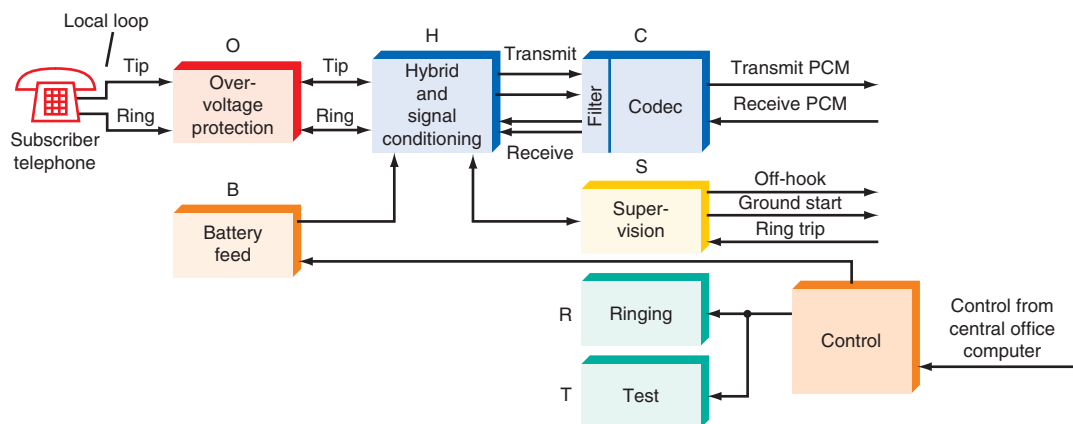 Local loop
O
H
C
Tip
Ring
Subscriber
telephone
Over-
voltage
protection
Tip
Ring
Hybrid
and
signal
conditioning
Transmit
Receive
Filter
Codec
Transmit PCM
Receive PCM
B
Battery
feed
S
Super-
vision
Off-hook
Ground start
Ring trip
R
Ringing
T
Test
Control
Control from
central office
computer